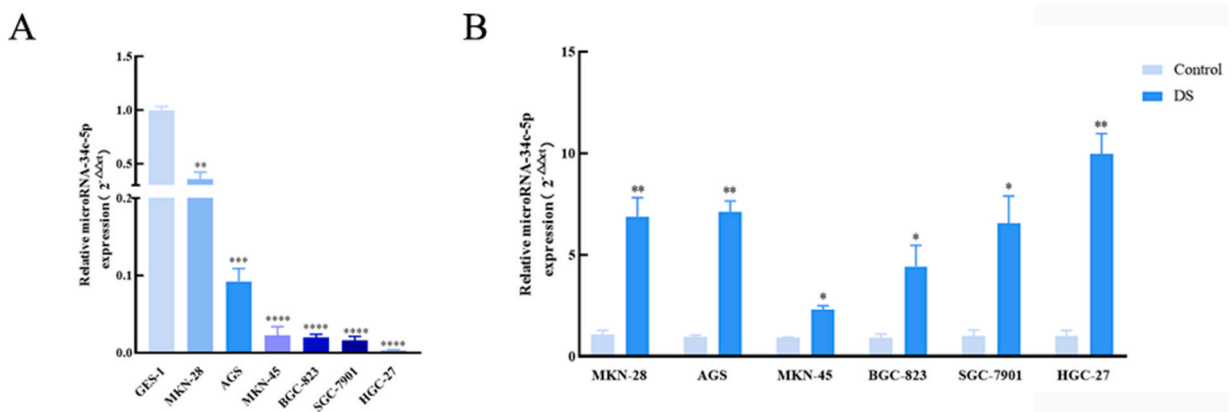 A
Relative microRNA-34c-5p
expression ( 2^-ΔΔct)
1.5
1.0
0.5
0.2
0.1
0.0
**
***
****
****
****
****
GES-1
MKN-28
AGS
MKN-45
BGC-823
SGC-7901
HGC-27
B
Relative microRNA-34c-5p
expression ( 2^-ΔΔct)
15
10
5
0
**
**
*
*
*
**
MKN-28
AGS
MKN-45
BGC-823
SGC-7901
HGC-27
Control
DS